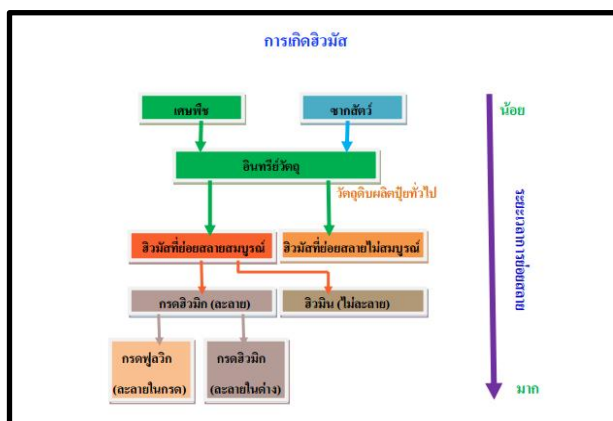 การเกิดฮิวมัส
เศษพืช
ซากสัตว์
น้อย
อินทรีย์วัตถุ
วัตถุดิบผลิตปุ๋ยทั่วไป
ฮิวมัสที่ย่อยสลายสมบูรณ์
ฮิวมัสที่ย่อยสลายไม่สมบูรณ์
ระยะเวลาการย่อยสลาย
กรดฮิวมิก (ละลาย)
ฮิวมิน (ไม่ละลาย)
กรดฟูลวิก
(ละลายในกรด)
กรดฮิวมิก
(ละลายในด่าง)
มาก